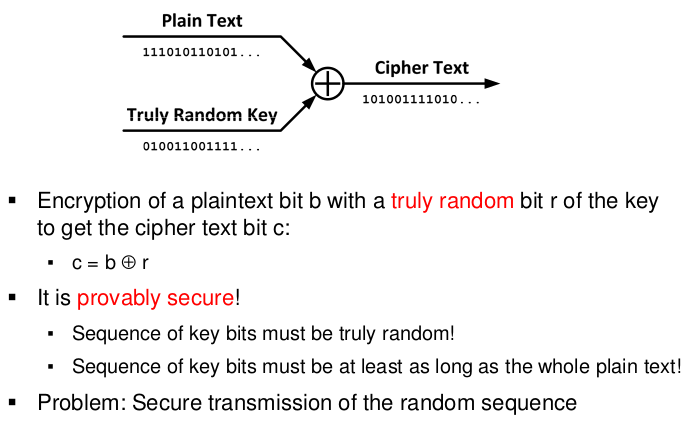 Plain Text
111010110101...
Cipher Text
101001111010...
Truly Random Key
010011001111...
▪ Encryption of a plaintext bit b with a truly random bit r of the key
to get the cipher text bit c:
▪ c = b ⊕ r
▪ It is provably secure!
▪ Sequence of key bits must be truly random!
▪ Sequence of key bits must be at least as long as the whole plain text!
▪ Problem: Secure transmission of the random sequence